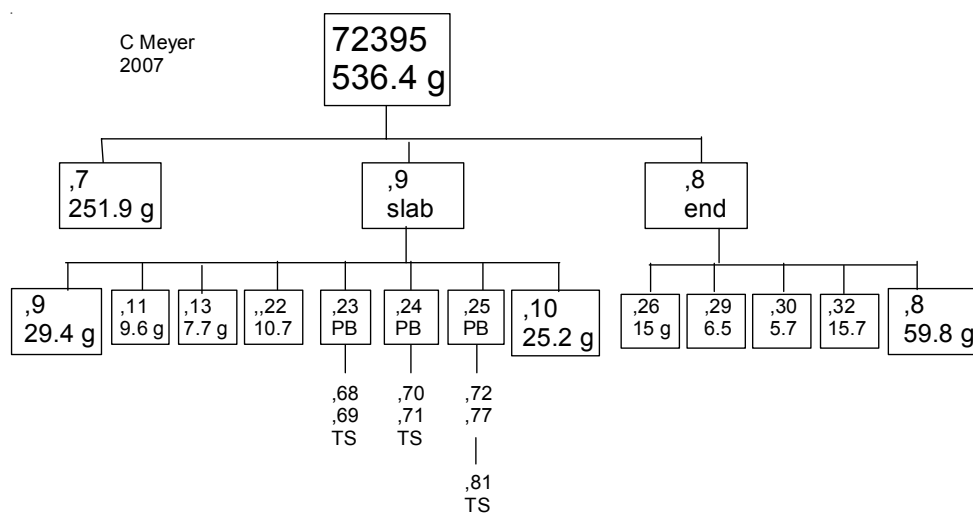 C Meyer
2007
72395
536.4 g
,7
251.9 g
,9
slab
,8
end
,9
29.4 g
,11
9.6 g
,13
7.7 g
,,22
10.7
,23
PB
,24
PB
,25
PB
,10
25.2 g
,26
15 g
,29
6.5
,30
5.7
,32
15.7
,8
59.8 g
,68
,69
TS
,70
,71
TS
,72
,77
,81
TS